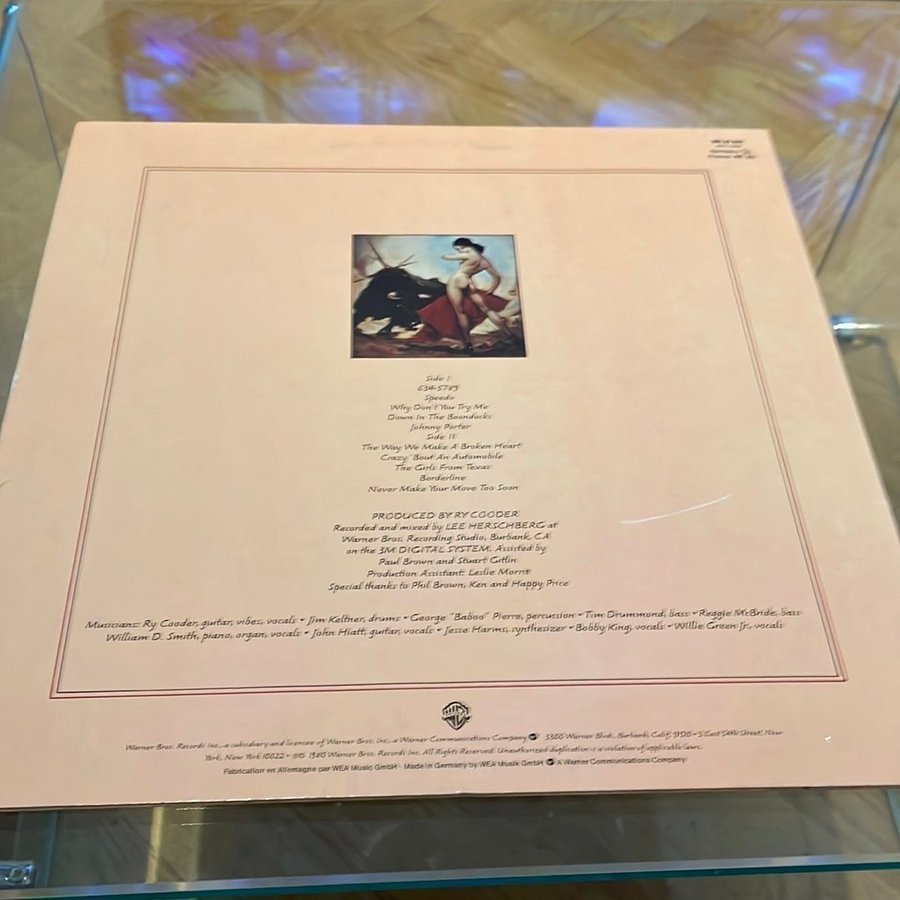 Side I
634-5789
Speedo
Why Don't You Try Me
Down In The Boondocks
Johnny Porter
Side II
The Way We Make A Broken Heart
Crazy 'Bout An Automobile
The Girls From Texas
Borderline
Never Make Your Move Too Soon
PRODUCED BY RY COODER
Recorded and mixed by LEE HERSCHBERG at
Warner Bros. Recording Studio, Burbank, CA
on the 3M DIGITAL SYSTEM. Assisted by
Paul Brown and Stuart Gitlin
Production Assistant: Leslie Morris
Special thanks to Phil Brown, Ken and Happy Price
Musicians: Ry Cooder, guitar, vibes, vocals • Jim Keltner, drums • George "Baboo" Pierre, percussion • Tim Drummond, bass • Reggie McBride, bass
William D. Smith, piano, organ, vocals • John Hiatt, guitar, vocals • Jesse Harms, synthesizer • Bobby King, vocals • Willie Green Jr., vocals
Warner Bros. Records Inc., a subsidiary and licensee of Warner Bros. Inc., a Warner Communications Company 3300 Warner Blvd., Burbank, Calif. 91510 • 3 East 54th Street, New
York, New York 10022 • ©℗ 1980 Warner Bros. Records Inc. All Rights Reserved. Unauthorized duplication is a violation of applicable laws.
Fabrication en Allemagne par WEA Music GmbH · Made in Germany by WEA Musik GmbH A Warner Communications Company